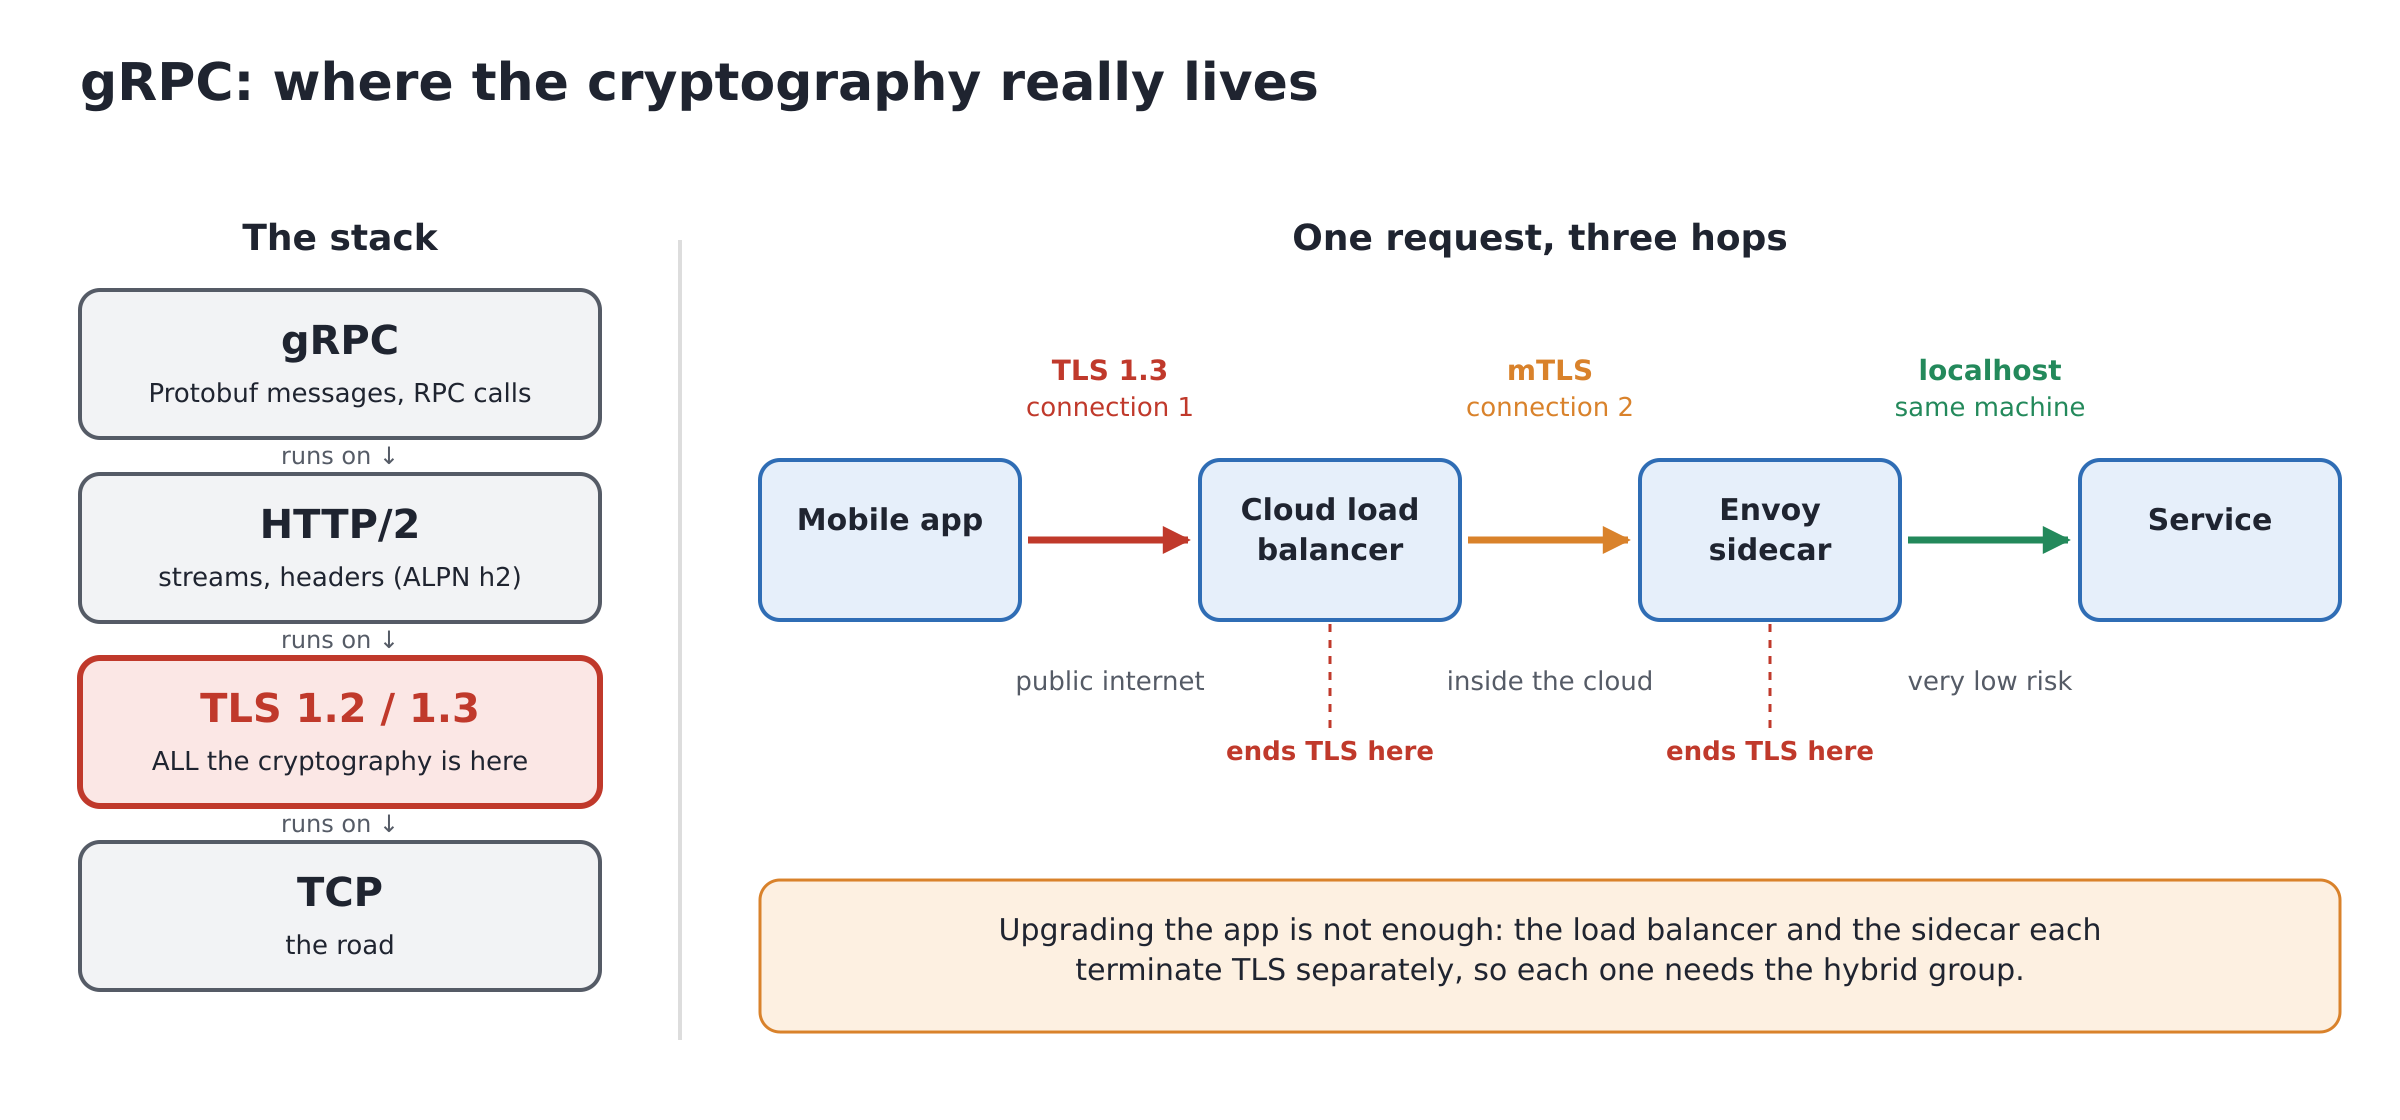 gRPC: where the cryptography really lives
The stack
gRPC
Protobuf messages, RPC calls
runs on ↓
HTTP/2
streams, headers (ALPN h2)
runs on ↓
TLS 1.2 / 1.3
ALL the cryptography is here
runs on ↓
TCP
the road
One request, three hops
TLS 1.3
connection 1
mTLS
connection 2
localhost
same machine
Mobile app
Cloud load
balancer
Envoy
sidecar
Service
public internet
inside the cloud
very low risk
ends TLS here
ends TLS here
Upgrading the app is not enough: the load balancer and the sidecar each
terminate TLS separately, so each one needs the hybrid group.